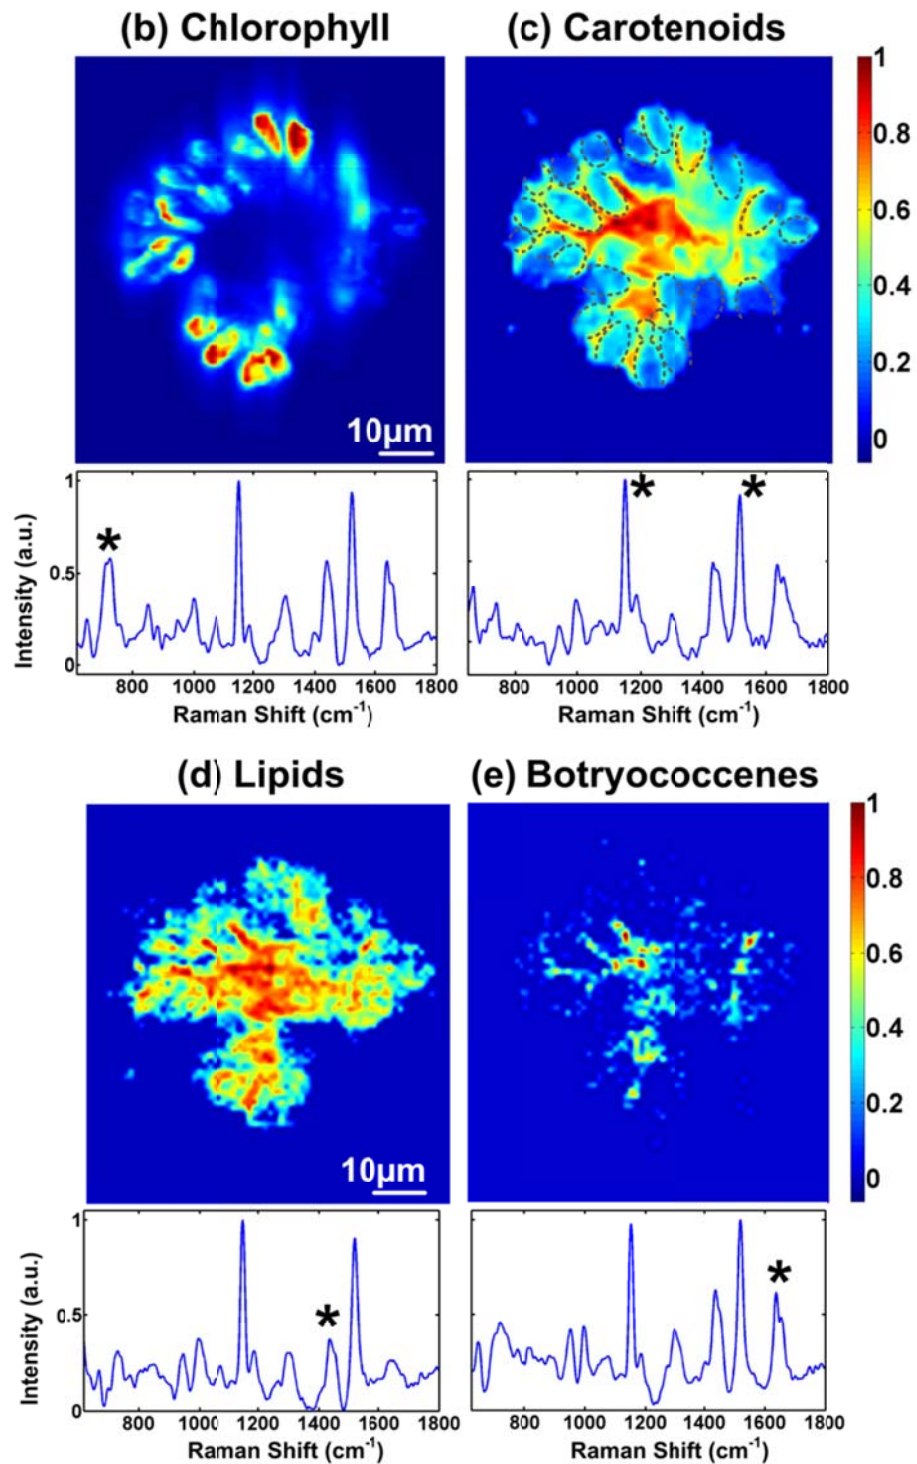 (b) Chlorophyll
(c) Carotenoids
1
0.8
0.6
0.4
0.2
0
10μm
Intensity (a.u.)
1
0.5
0
*
* *
800 1000 1200 1400 1600 1800
800 1000 1200 1400 1600 1800
Raman Shift (cm-1)
Raman Shift (cm-1)
(d) Lipids
(e) Botryococcenes
1
0.8
0.6
0.4
0.2
0
10μm
Intensity (a.u.)
1
0.5
0
*
*
800 1000 1200 1400 1600 1800
800 1000 1200 1400 1600 1800
Raman Shift (cm-1)
Raman Shift (cm-1)